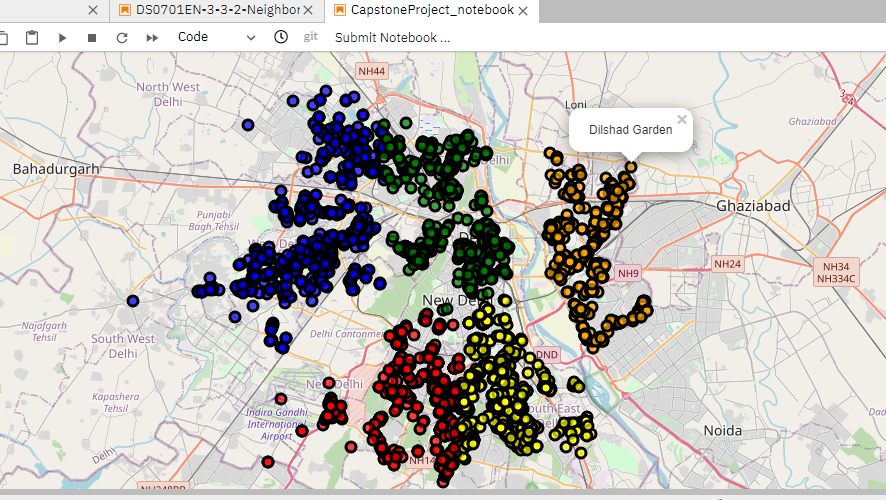 DS0701EN-3-3-2-Neighbor
CapstoneProject_notebook
Code
git
Submit Notebook ...
NH44
North West
Delhi
Loni
Dilshad Garden
3-4
Ghaziabad
Bahadurgarh
Ghaziabad
Punjabi
Bagh Tehsil
NH9
NH24
NH34
NH334C
New Delhi
Najafgarh
Tehsil
South West
Delhi
Delhi Cantonment
DND
New Delhi
Kapashera
Tehsil
Indira Gandhi
International
Airport
South East
Delhi
Noida
Delhi
NH14
NH248BB